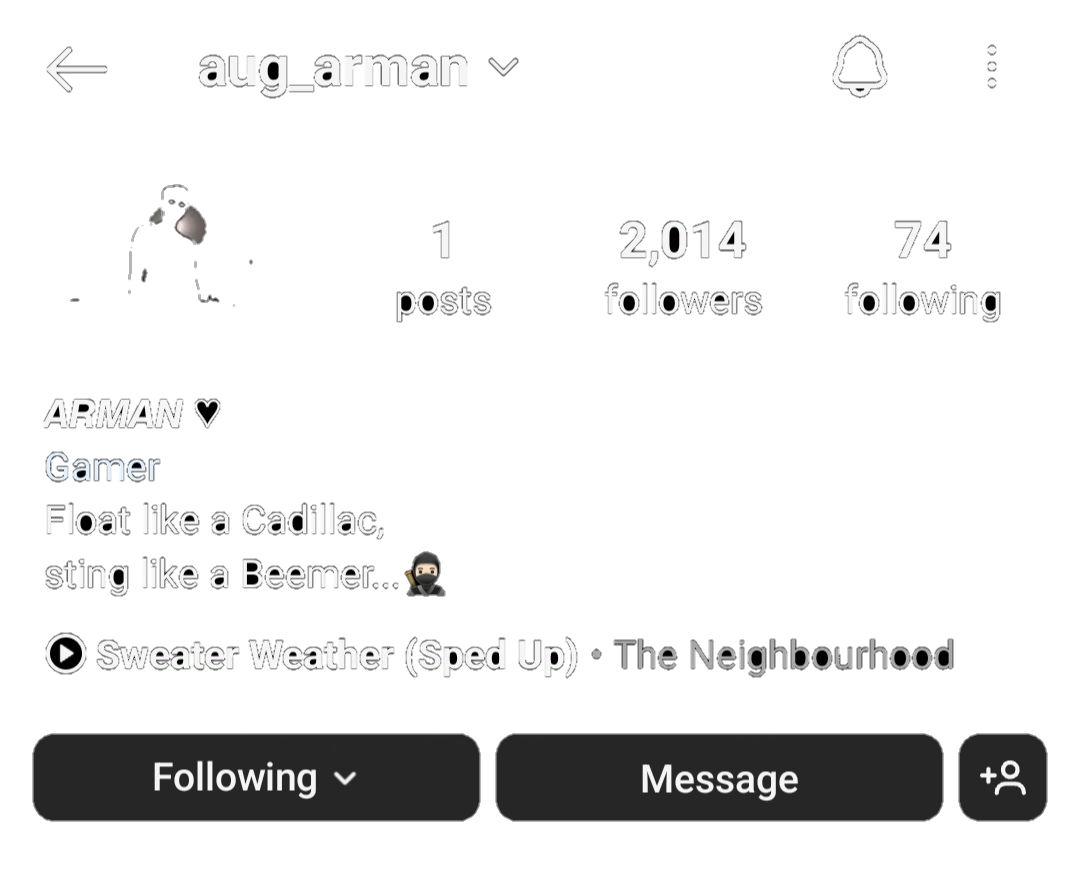 aug_arman
1 2,014 74
posts followers following
ARMAN ♥
Gamer
Float like a Cadillac,
sting like a Beemer...🥷
Sweater Weather (Sped Up) • The Neighbourhood
Following Message